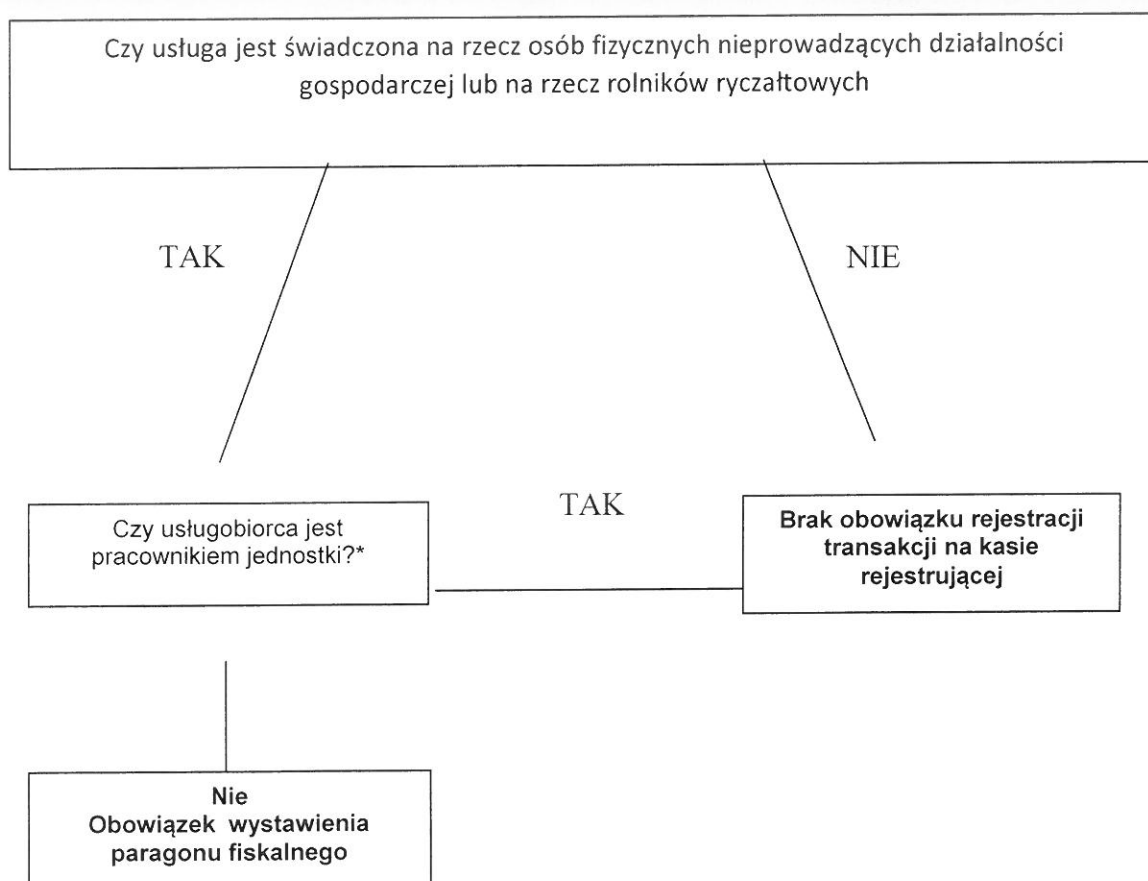 Czy usługa jest świadczona na rzecz osób fizycznych nieprowadzących działalności
gospodarczej lub na rzecz rolników ryczałtowych
TAK
NIE
Czy usługobiorca jest
pracownikiem jednostki?*
TAK
Brak obowiązku rejestracji
transakcji na kasie
rejestrującej
Nie
Obowiązek wystawienia
paragonu fiskalnego